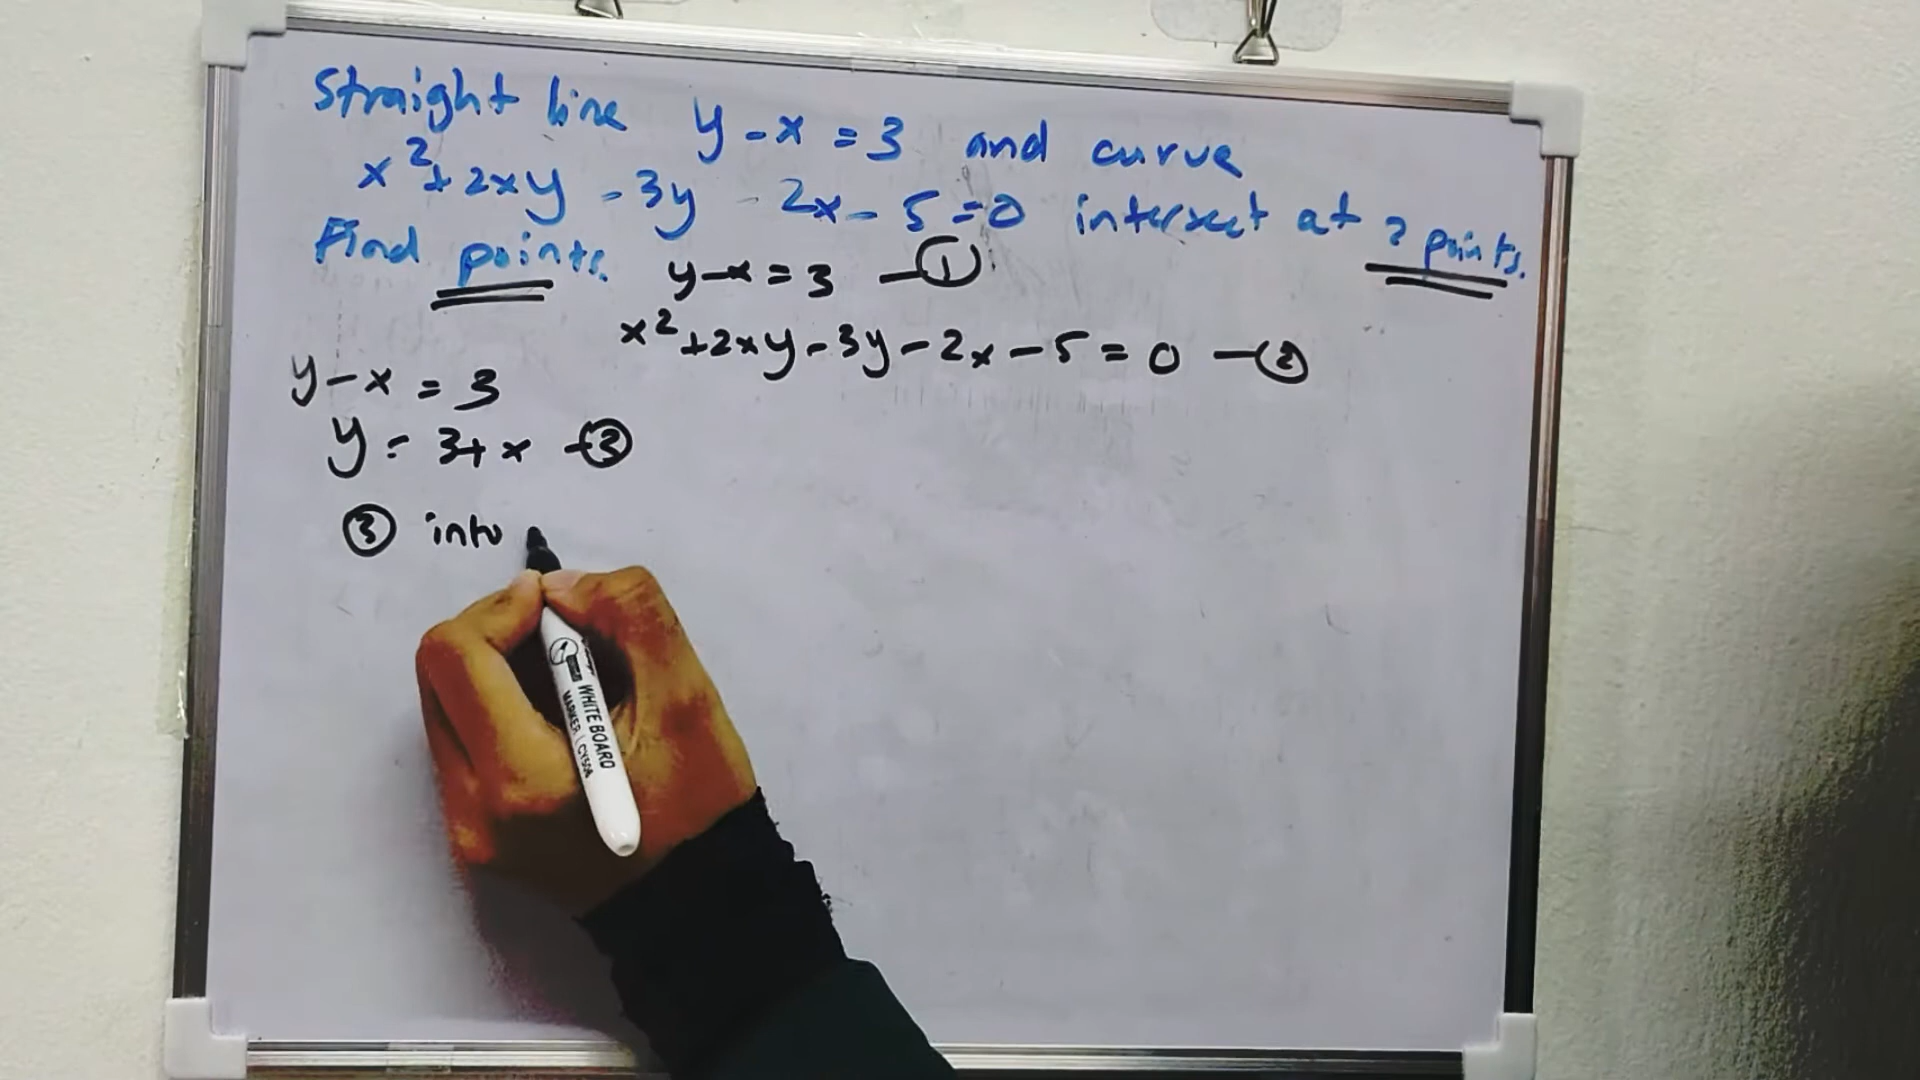 Straight line y - x = 3 and curve
x² + 2xy - 3y - 2x - 5 = 0 intersect at 2 points.
Find points.
y - x = 3 — ①
x² + 2xy - 3y - 2x - 5 = 0 — ②
y - x = 3
y = 3 + x — ③
③ into
WHITE BOARD
MARKER